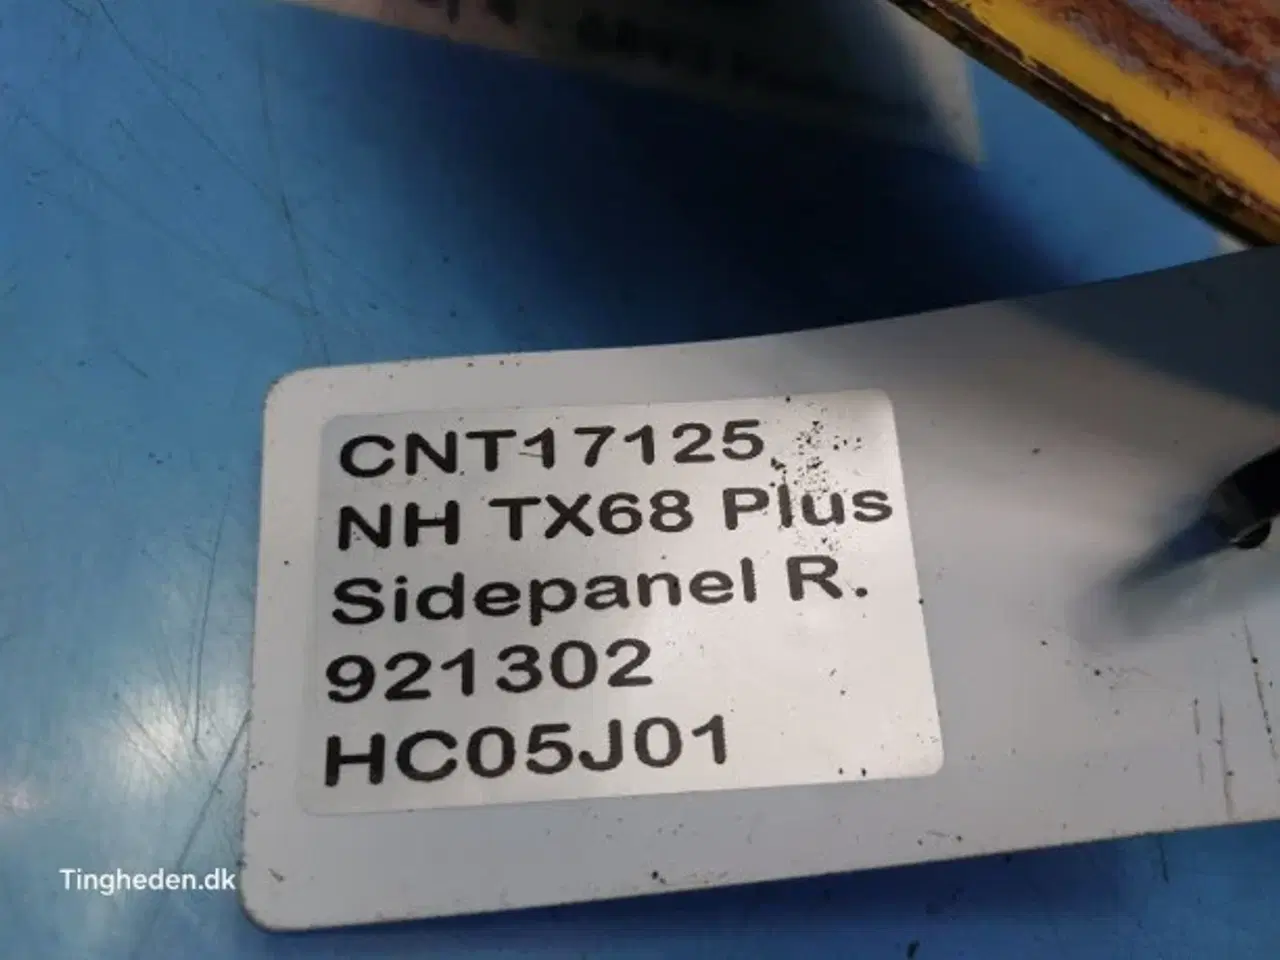 CNT17125
NH TX68 Plus
Sidepanel R.
921302
HC05J01
Tingheden.dk